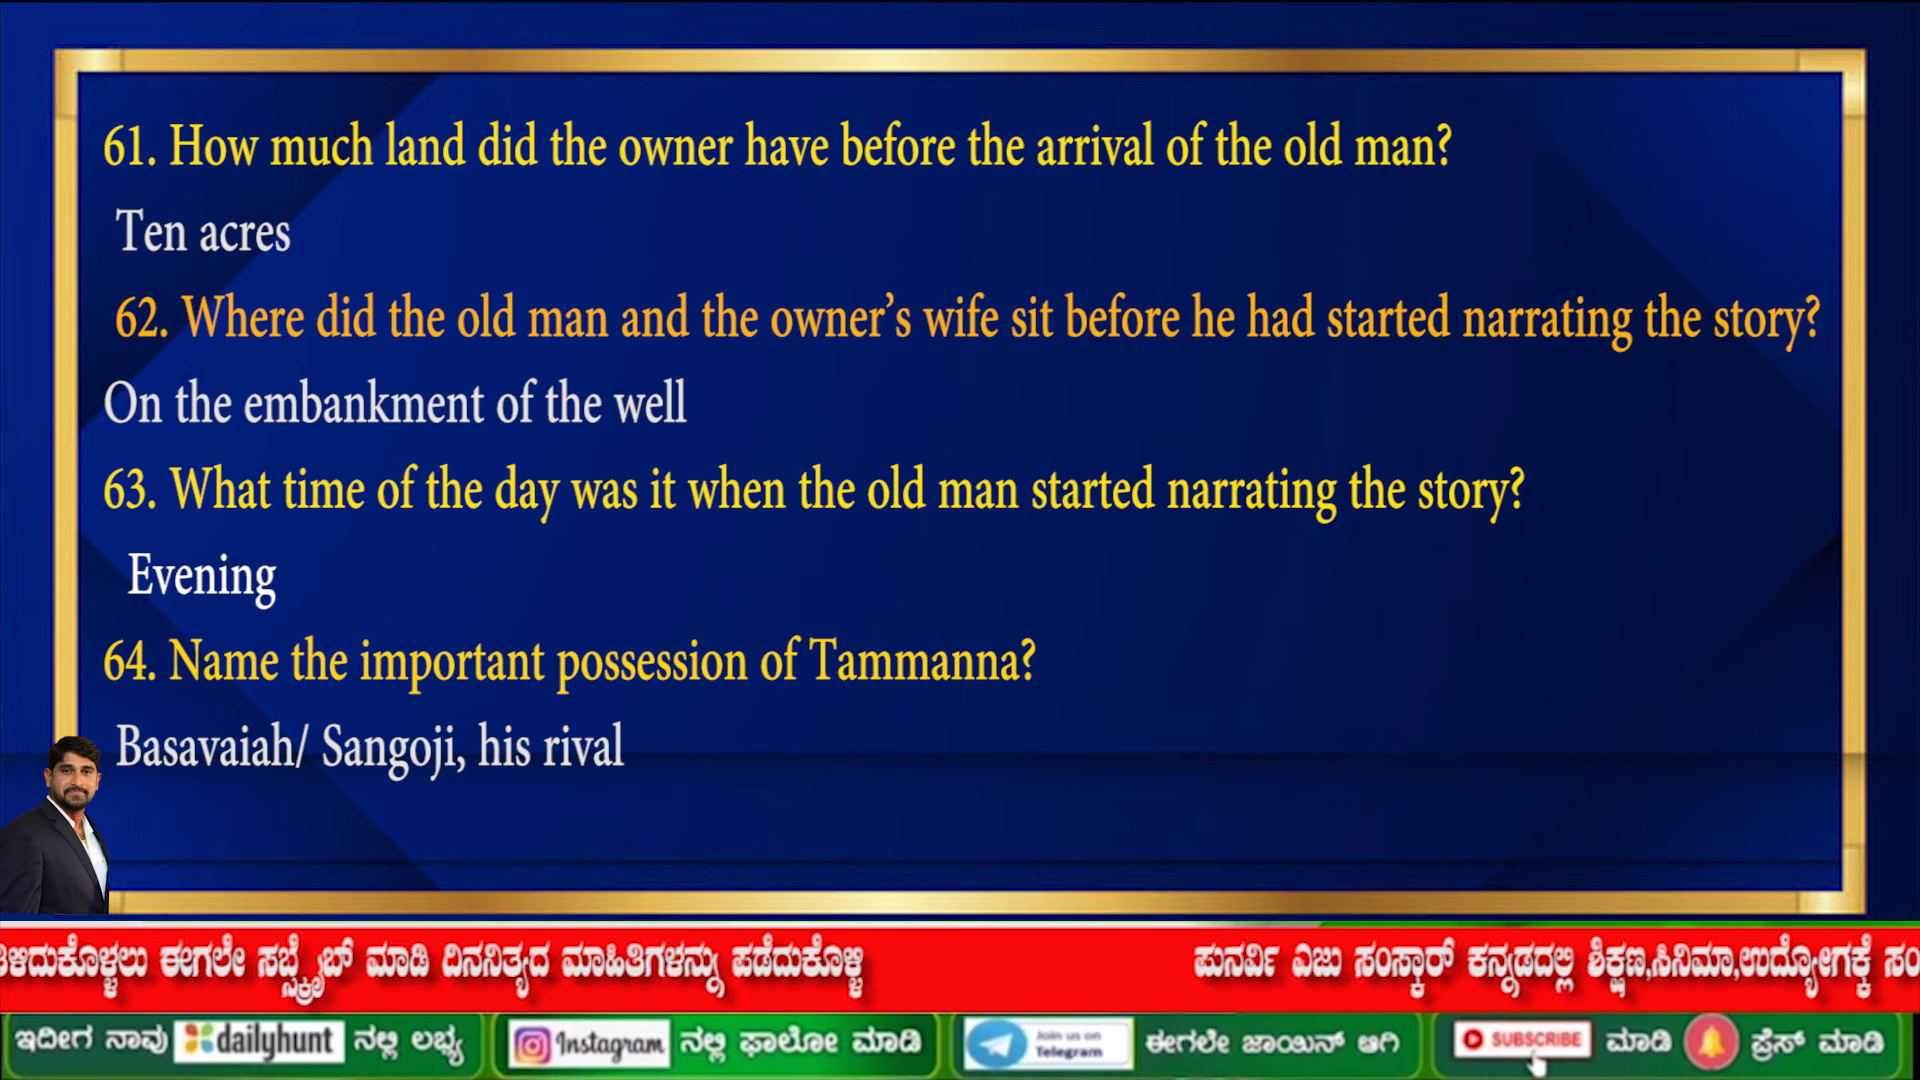 61. How much land did the owner have before the arrival of the old man?
Ten acres
62. Where did the old man and the owner’s wife sit before he had started narrating the story?
On the embankment of the well
63. What time of the day was it when the old man started narrating the story?
Evening
64. Name the important possession of Tammanna?
Basavaiah/ Sangoji, his rival
ಈಗಲೇ ಸಬ್ಸ್ಕ್ರೈಬ್ ಮಾಡಿ ದಿನನಿತ್ಯದ ಮಾಹಿತಿಗಳನ್ನು ಪಡೆದುಕೊಳ್ಳಿ ಪುನರ್ವಿ ಎಜು ಸಂಸ್ಕಾರ್ ಕನ್ನಡದಲ್ಲಿ ಶಿಕ್ಷಣ,ಸಿನಿಮಾ,ಉದ್ಯೋಗಕ್ಕೆ ಸಂ
ಇದೀಗ ನಾವು dailyhunt ನಲ್ಲಿ ಲಭ್ಯ Instagram ನಲ್ಲಿ ಫಾಲೋ ಮಾಡಿ Join us on Telegram ಈಗಲೇ ಜಾಯಿನ್ ಆಗಿ SUBSCRIBE ಮಾಡಿ ಪ್ರೆಸ್ ಮಾಡಿ